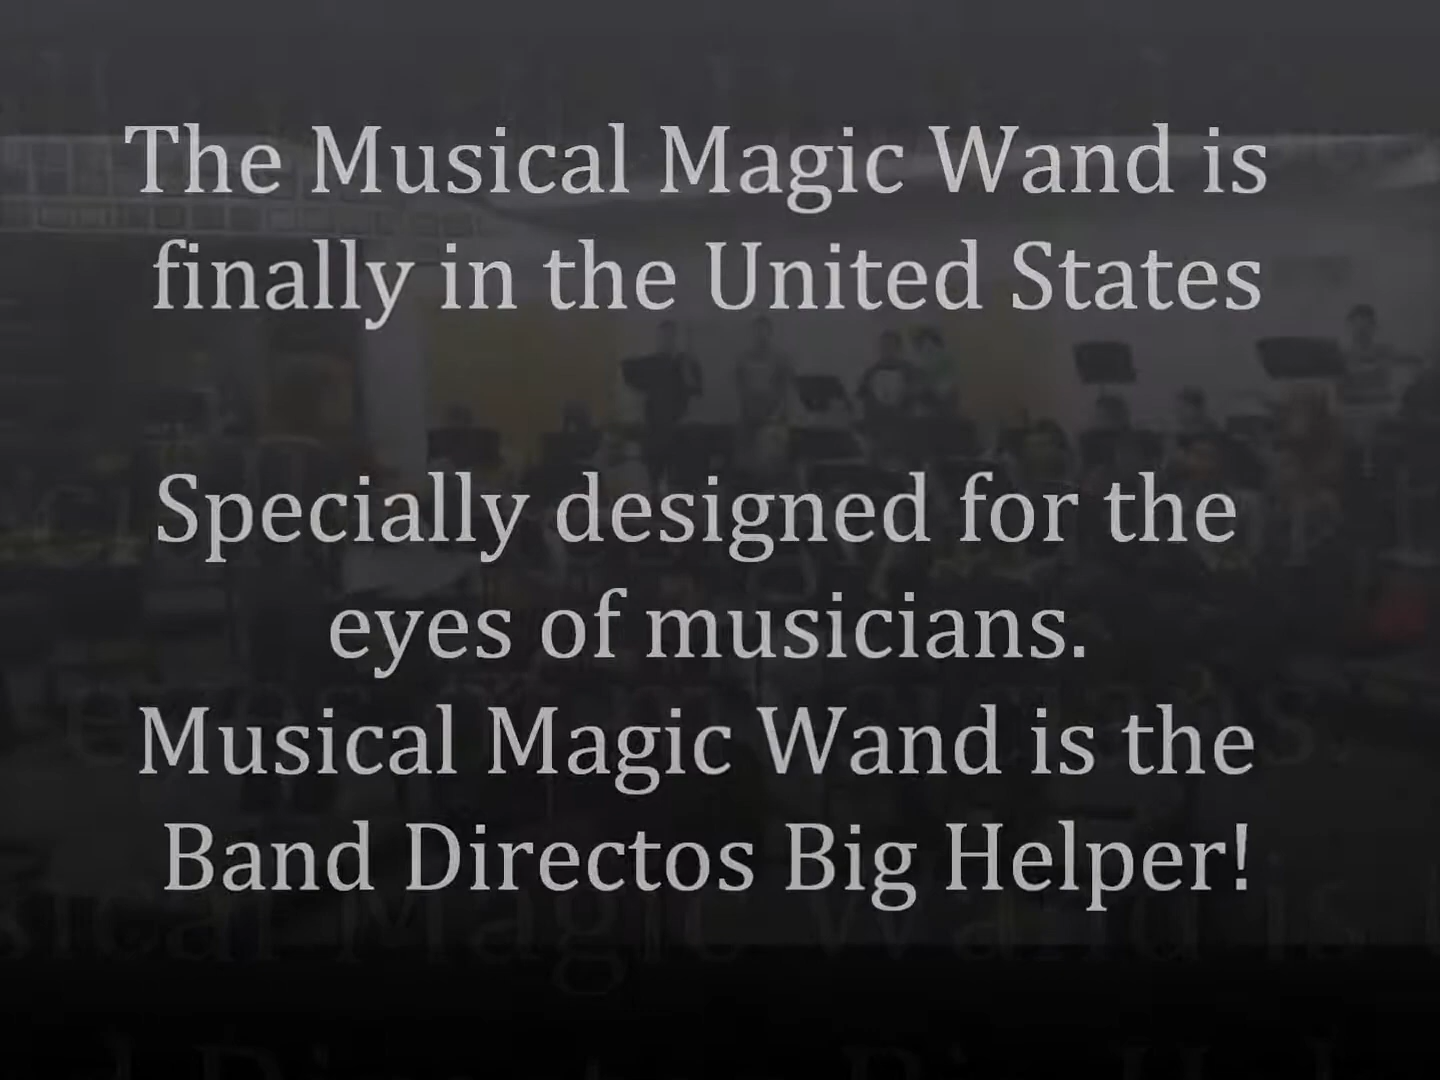 The Musical Magic Wand is
finally in the United States
Specially designed for the
eyes of musicians.
Musical Magic Wand is the
Band Directos Big Helper!